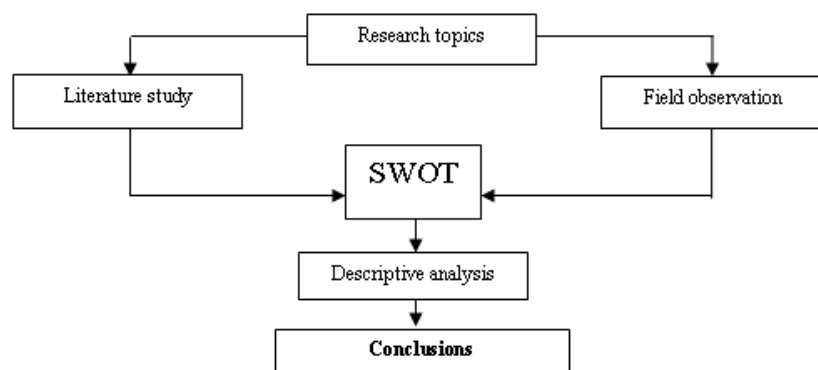 Research topics
Literature study
Field observation
SWOT
Descriptive analysis
Conclusions